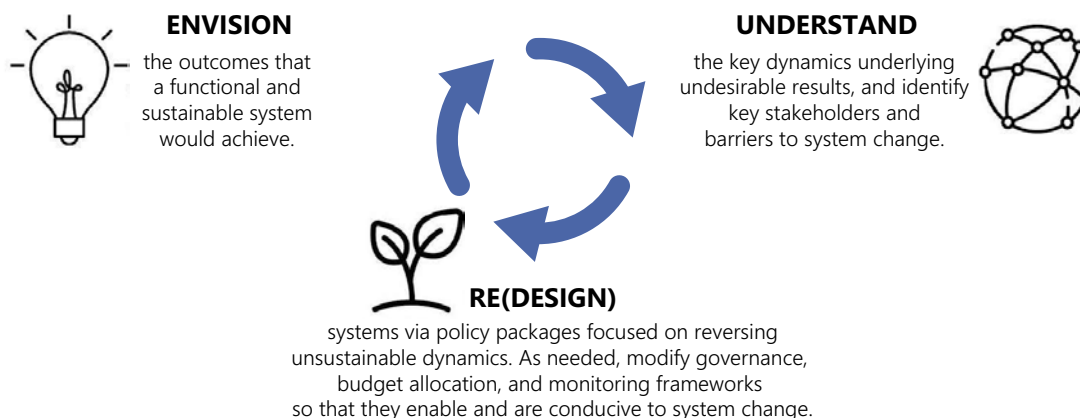 ENVISION
the outcomes that
a functional and
sustainable system
would achieve.
UNDERSTAND
the key dynamics underlying
undesirable results, and identify
key stakeholders and
barriers to system change.
RE(DESIGN)
systems via policy packages focused on reversing
unsustainable dynamics. As needed, modify governance,
budget allocation, and monitoring frameworks
so that they enable and are conducive to system change.